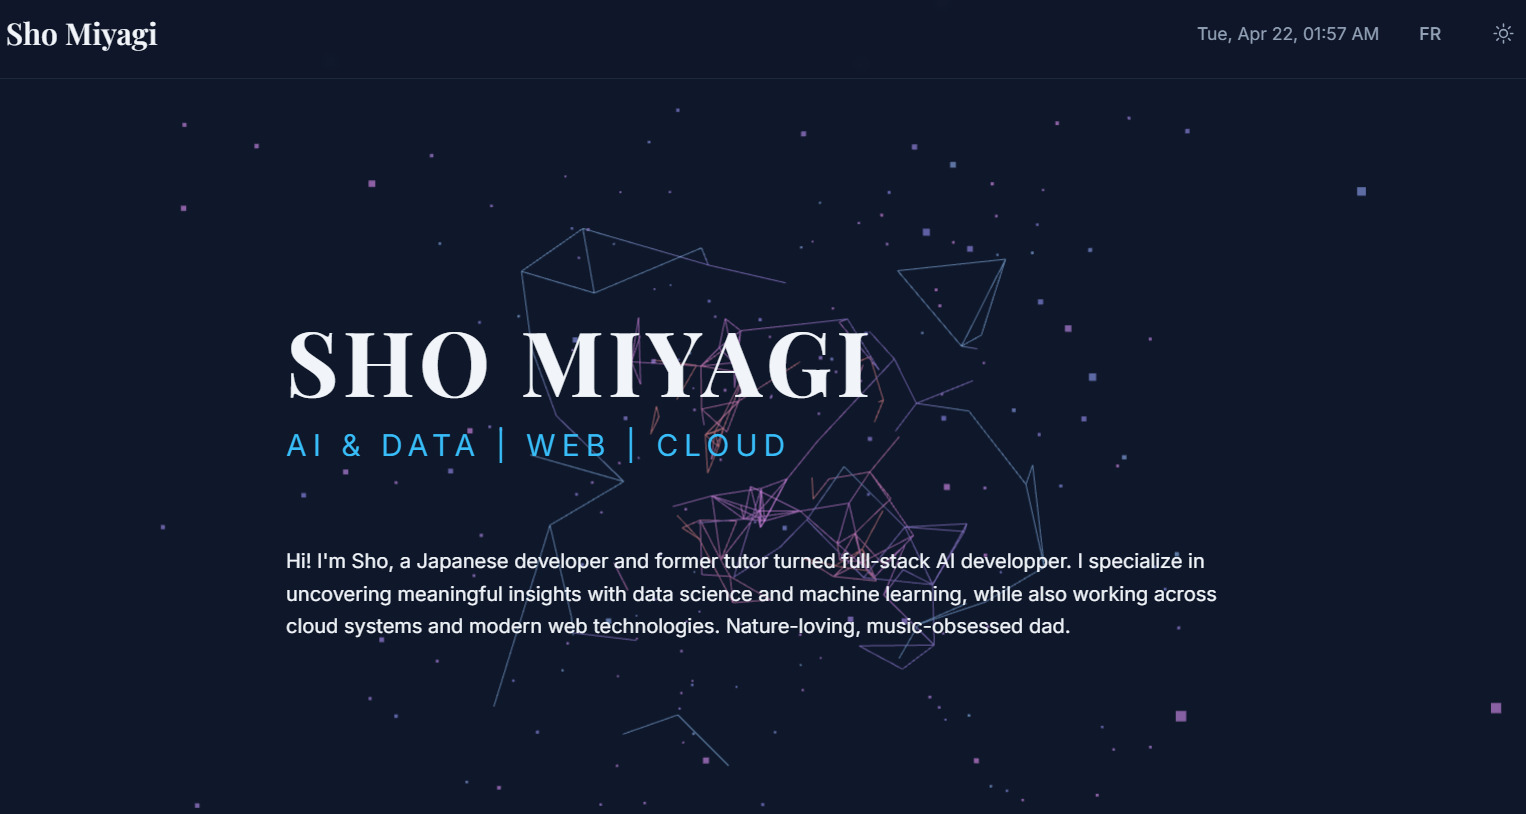 Sho Miyagi
Tue, Apr 22, 01:57 AM
FR
SHO MIYAGI
AI & DATA | WEB | CLOUD
Hi! I'm Sho, a Japanese developer and former tutor turned full-stack AI developper. I specialize in
uncovering meaningful insights with data science and machine learning, while also working across
cloud systems and modern web technologies. Nature-loving, music-obsessed dad.